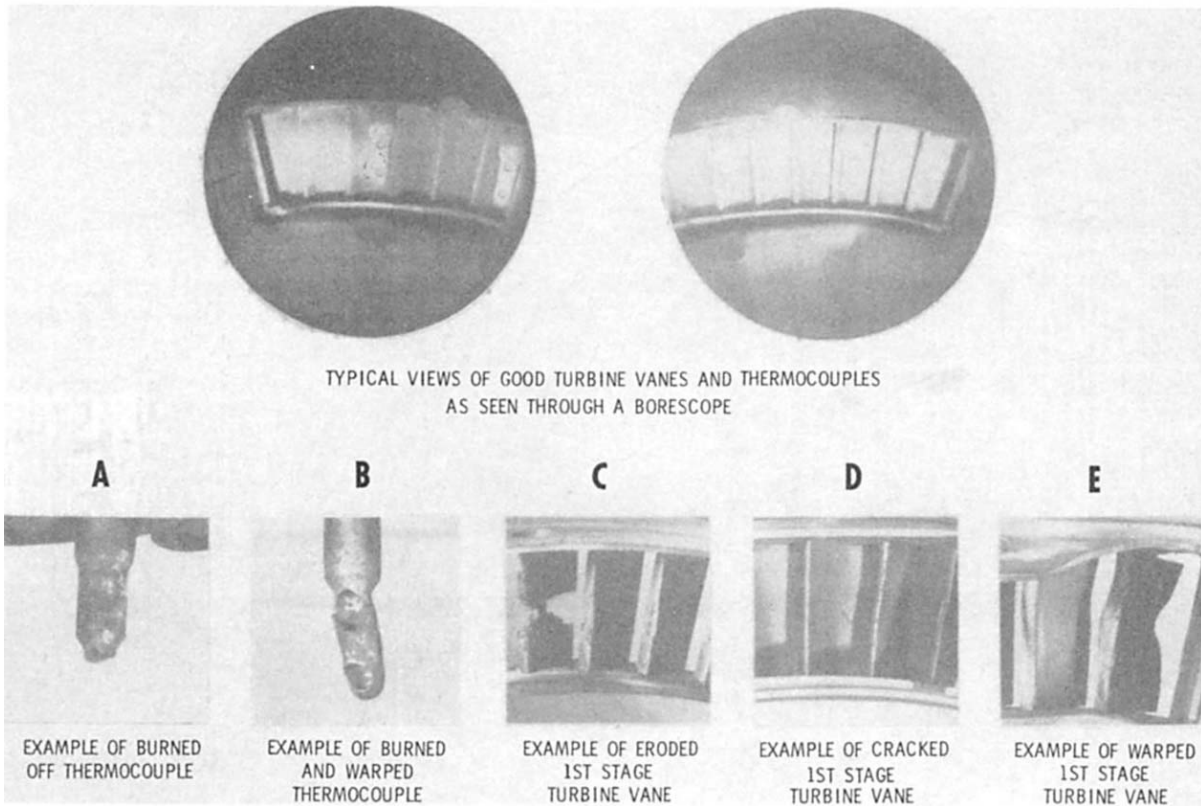 TYPICAL VIEWS OF GOOD TURBINE VANES AND THERMOCOUPLES
AS SEEN THROUGH A BORESCOPE
A
EXAMPLE OF BURNED
OFF THERMOCOUPLE
B
EXAMPLE OF BURNED
AND WARPED
THERMOCOUPLE
C
EXAMPLE OF ERODED
1ST STAGE
TURBINE VANE
D
EXAMPLE OF CRACKED
1ST STAGE
TURBINE VANE
E
EXAMPLE OF WARPED
1ST STAGE
TURBINE VANE